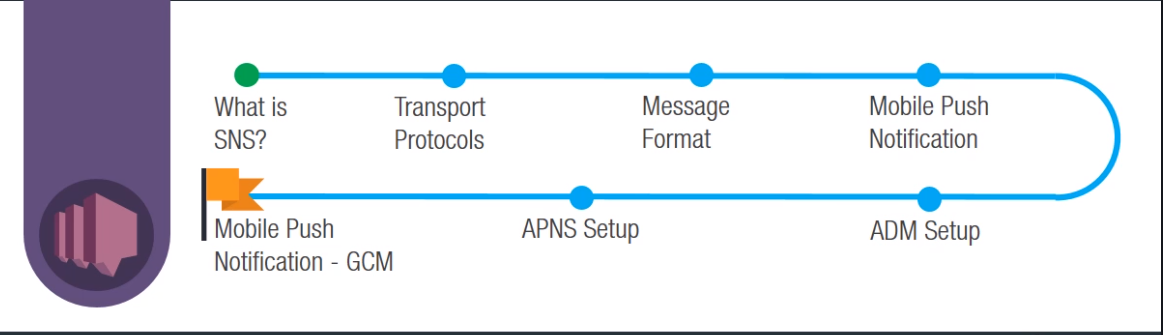 What is
SNS?
Transport
Protocols
Message
Format
Mobile Push
Notification
Mobile Push
Notification - GCM
APNS Setup
ADM Setup